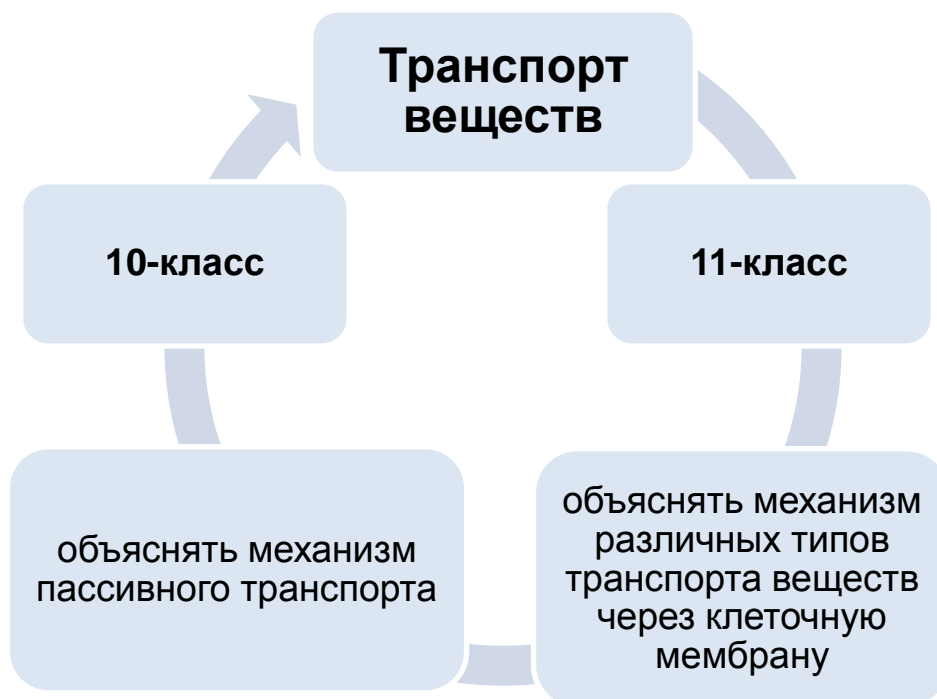 Транспорт
веществ
10-класс
11-класс
объяснять механизм
пассивного транспорта
объяснять механизм
различных типов
транспорта веществ
через клеточную
мембрану